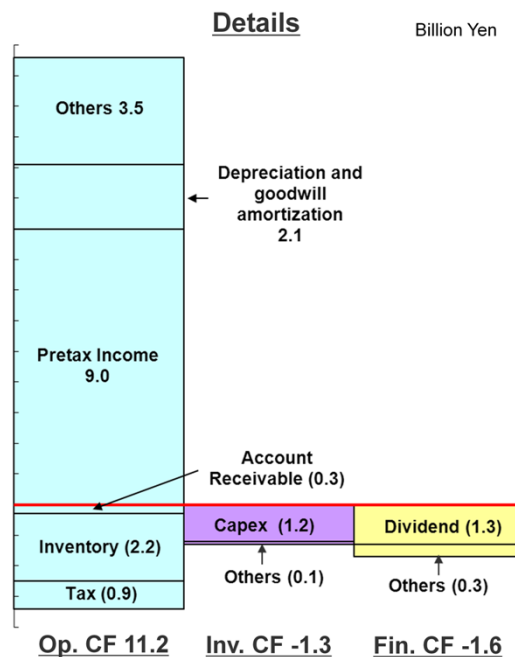 Details
Billion Yen
Others 3.5
Depreciation and
goodwill
amortization
2.1
Pretax Income
9.0
Account
Receivable (0.3)
Capex (1.2)
Dividend (1.3)
Inventory (2.2)
Others (0.1)
Others (0.3)
Tax (0.9)
Op. CF 11.2
Inv. CF -1.3
Fin. CF -1.6